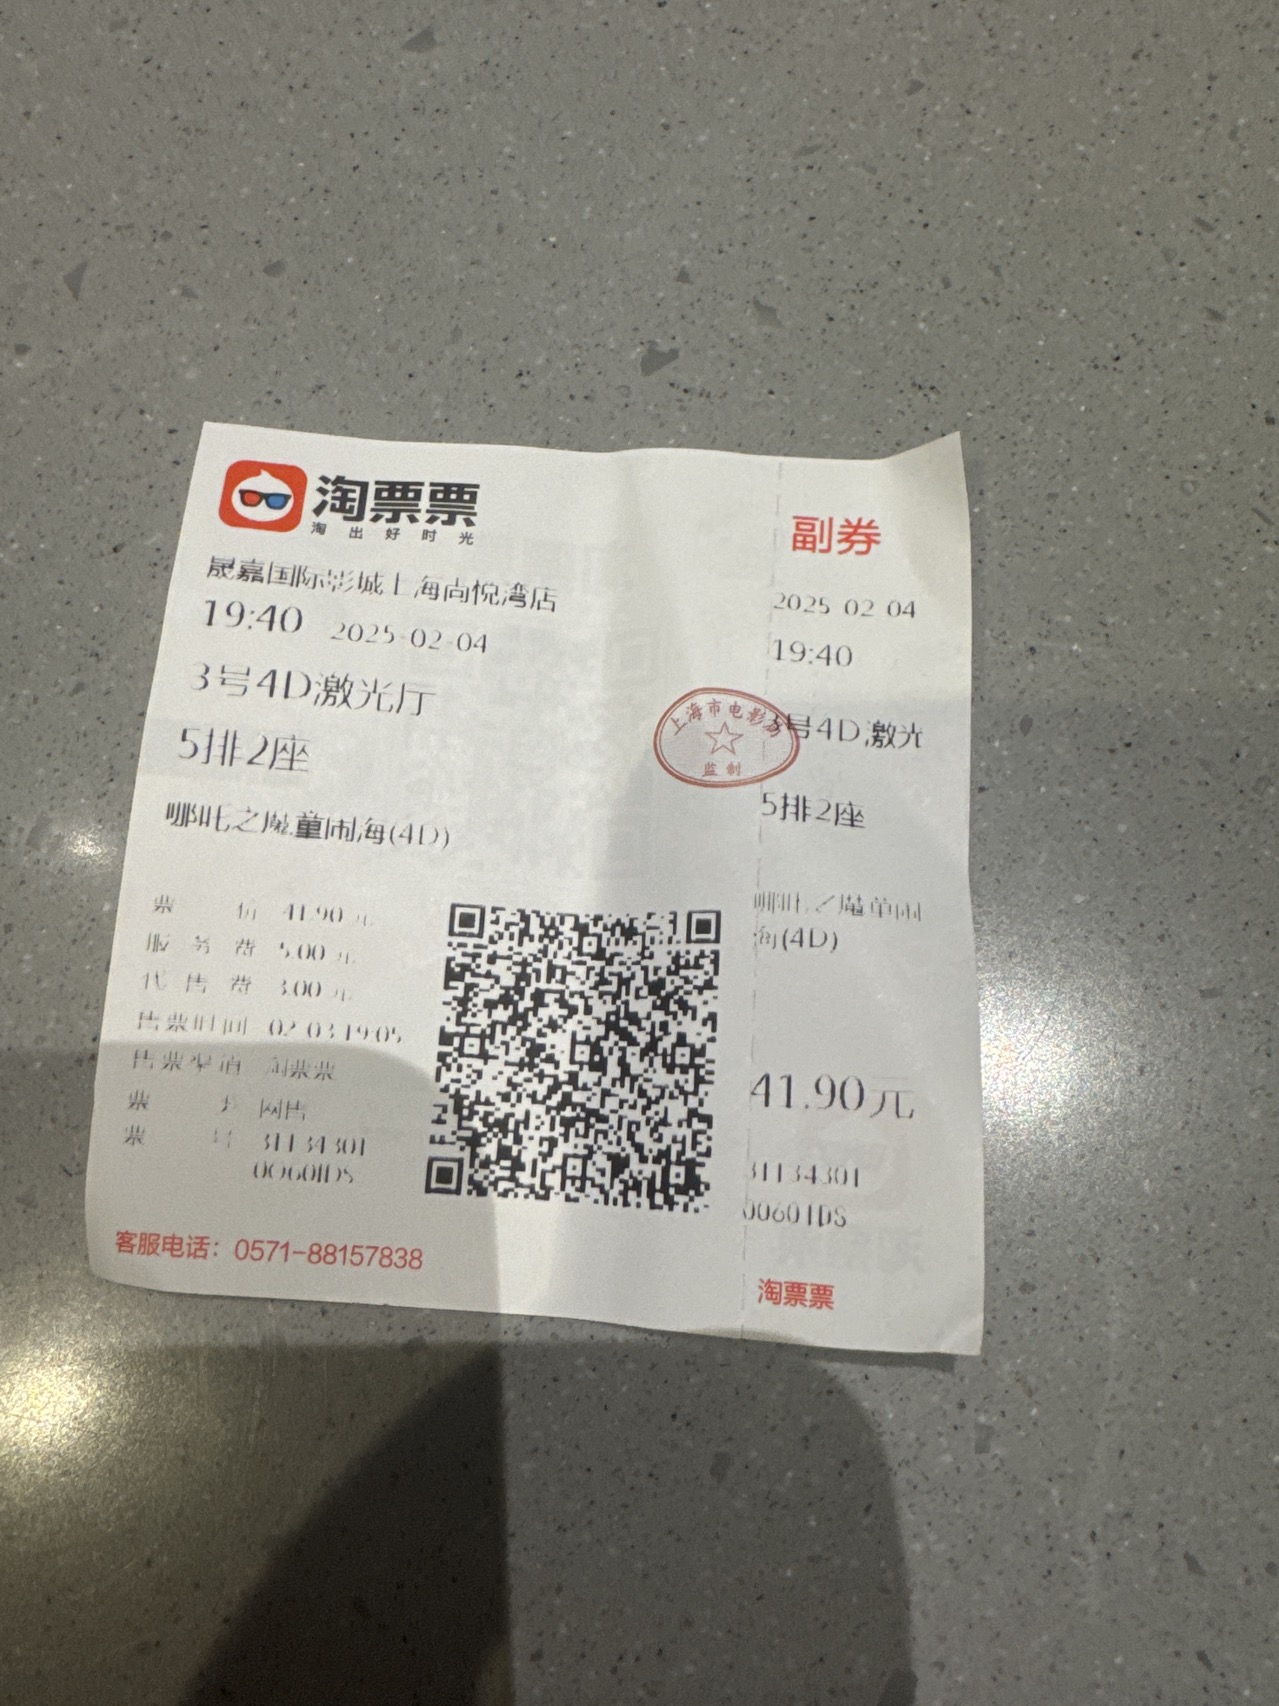 淘票票
淘出好时光
晟嘉国际影城上海尚悦湾店
19:40 2025-02-04
3号4D激光厅
5排2座
哪吒之魔童闹海(4D)
票 价 41.90 元
服 务 费 5.00 元
代 售 费 3.00 元
售票时间 02-03 19:05
售票渠道 淘票票
票 网售
票 号 31134301
00601DS
客服电话：0571-88157838
上海市电影局
监制
副券
2025-02-04
19:40
3号4D激光
5排2座
哪吒之魔童闹
海(4D)
41.90元
31134301
00601DS
淘票票